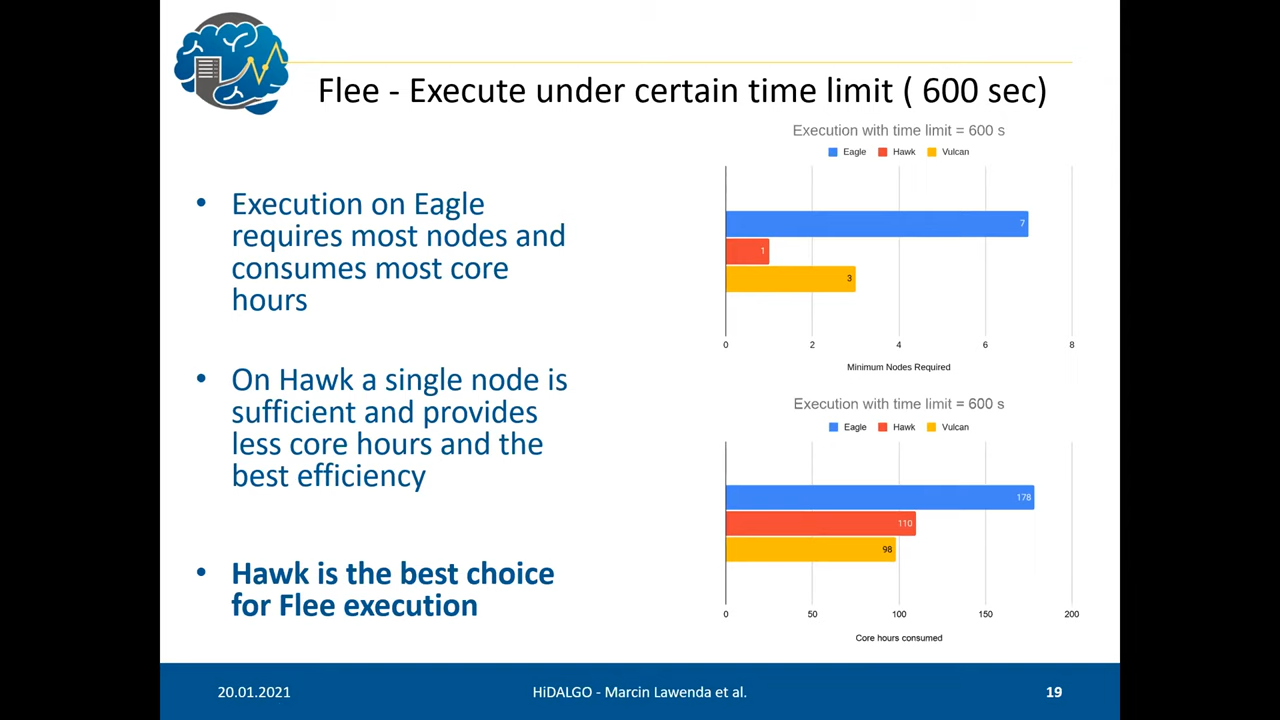 Flee - Execute under certain time limit ( 600 sec)
• Execution on Eagle
requires most nodes and
consumes most core
hours
• On Hawk a single node is
sufficient and provides
less core hours and the
best efficiency
• Hawk is the best choice
for Flee execution
Execution with time limit = 600 s
Eagle Hawk Vulcan
7
1
3
0 2 4 6 8
Minimum Nodes Required
Execution with time limit = 600 s
Eagle Hawk Vulcan
178
110
98
0 50 100 150 200
Core hours consumed
20.01.2021 HiDALGO - Marcin Lawenda et al. 19